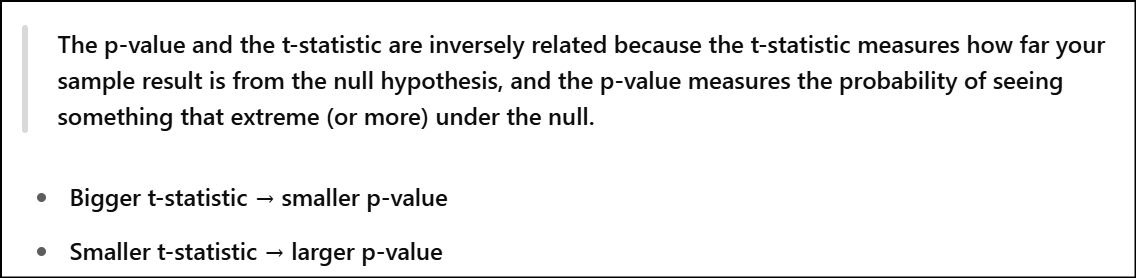 The p-value and the t-statistic are inversely related because the t-statistic measures how far your
sample result is from the null hypothesis, and the p-value measures the probability of seeing
something that extreme (or more) under the null.
• Bigger t-statistic → smaller p-value
• Smaller t-statistic → larger p-value